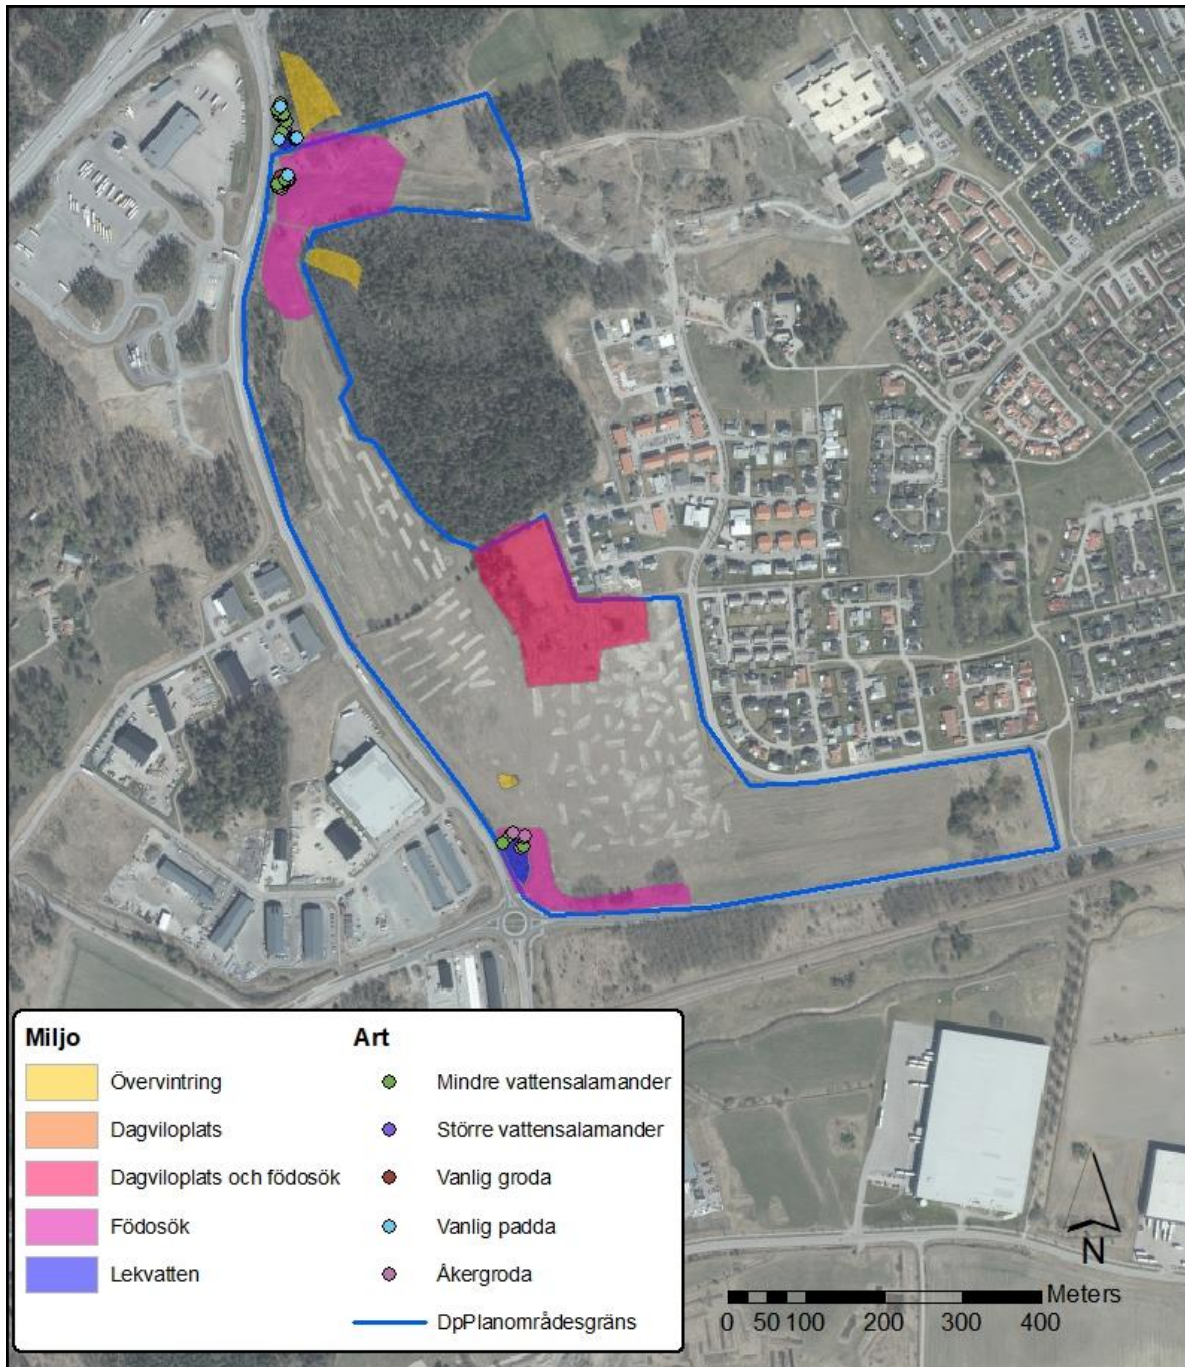 Miljo
Övervintring
Dagviloplats
Dagviloplats och födosök
Födosök
Lekvatten
Art
Mindre vattensalamander
Större vattensalamander
Vanlig groda
Vanlig padda
Åkergroda
DpPlanområdesgräns
N
Meters
0 50 100 200 300 400